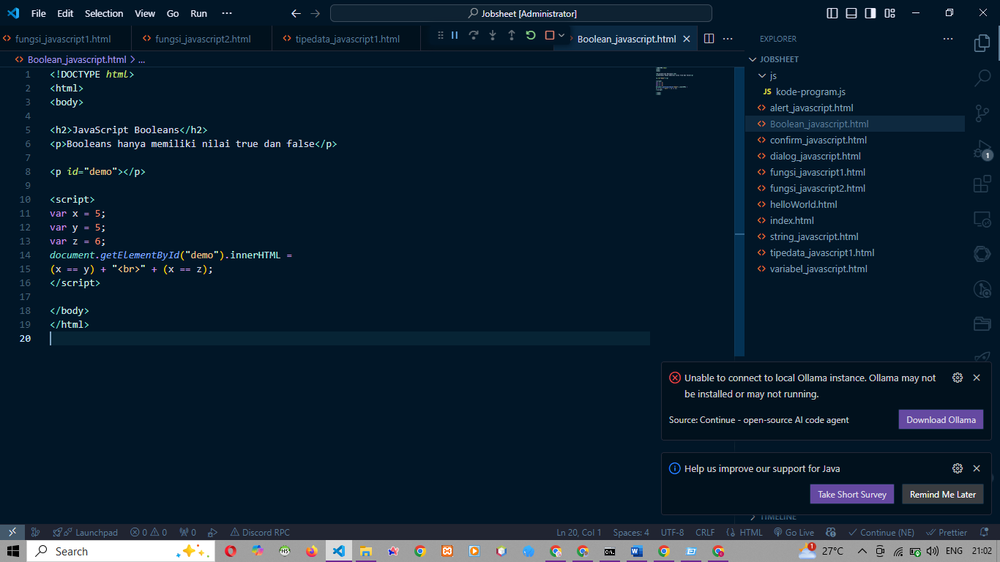 File Edit Selection View Go Run ··· Jobsheet [Administrator]
fungsi_javascript1.html fungsi_javascript2.html tipedata_javascript1.html Boolean_javascript.html
Boolean_javascript.html > ...
1 <!DOCTYPE html>
2 <html>
3 <body>
4
5 <h2>JavaScript Booleans</h2>
6 <p>Booleans hanya memiliki nilai true dan false</p>
7
8 <p id="demo"></p>
9
10 <script>
11 var x = 5;
12 var y = 5;
13 var z = 6;
14 document.getElementById("demo").innerHTML =
15 (x == y) + "<br>" + (x == z);
16 </script>
17
18 </body>
19 </html>
20
EXPLORER
JOBSHEET
js
JS kode-program.js
alert_javascript.html
Boolean_javascript.html
confirm_javascript.html
dialog_javascript.html
fungsi_javascript1.html
fungsi_javascript2.html
helloWorld.html
index.html
string_javascript.html
tipedata_javascript1.html
variabel_javascript.html
1
Unable to connect to local Ollama instance. Ollama may not
be installed or may not running.
Source: Continue - open-source AI code agent Download Ollama
Help us improve our support for Java
Take Short Survey Remind Me Later
TIMELINE
Launchpad 0 0 0 Discord RPC Ln 20, Col 1 Spaces: 4 UTF-8 CRLF {} HTML Go Live Continue (NE) Prettier
Search HS 1 27°C ENG 21:02